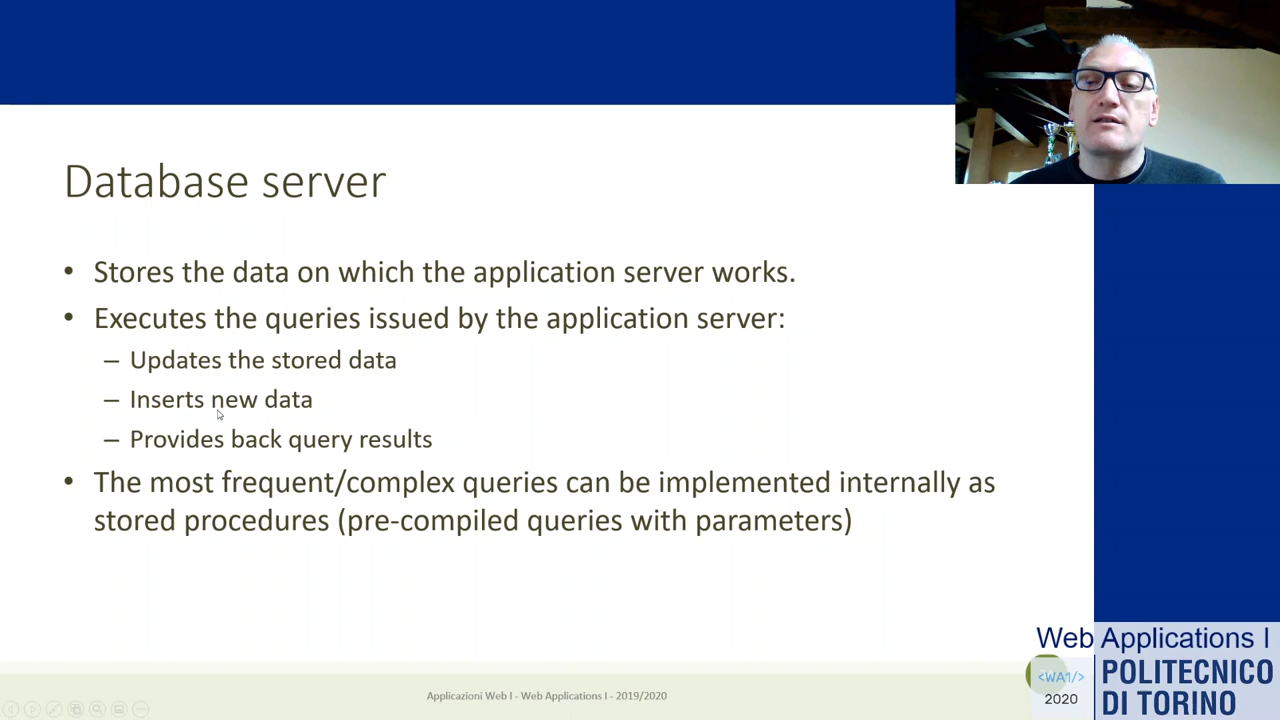 Database server
• Stores the data on which the application server works.
• Executes the queries issued by the application server:
– Updates the stored data
– Inserts new data
– Provides back query results
• The most frequent/complex queries can be implemented internally as
stored procedures (pre-compiled queries with parameters)
Applicazioni Web I - Web Applications I - 2019/2020
Web Applications I
<WA1/>
2020
POLITECNICO
DI TORINO